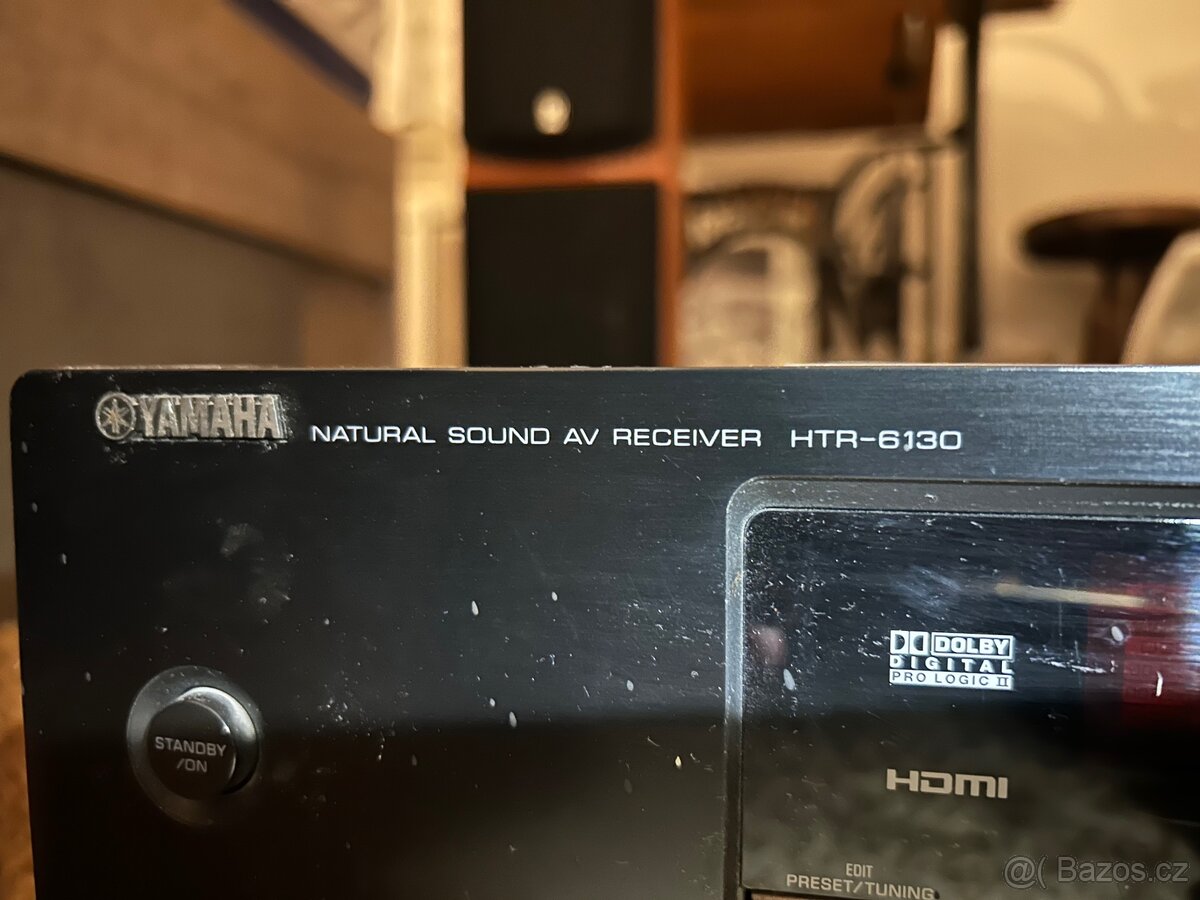 YAMAHA NATURAL SOUND AV RECEIVER HTR-6130
DOLBY
DIGITAL
PRO LOGIC II
STANDBY
/ON
HDMI
EDIT
PRESET/TUNING
@( Bazos.cz